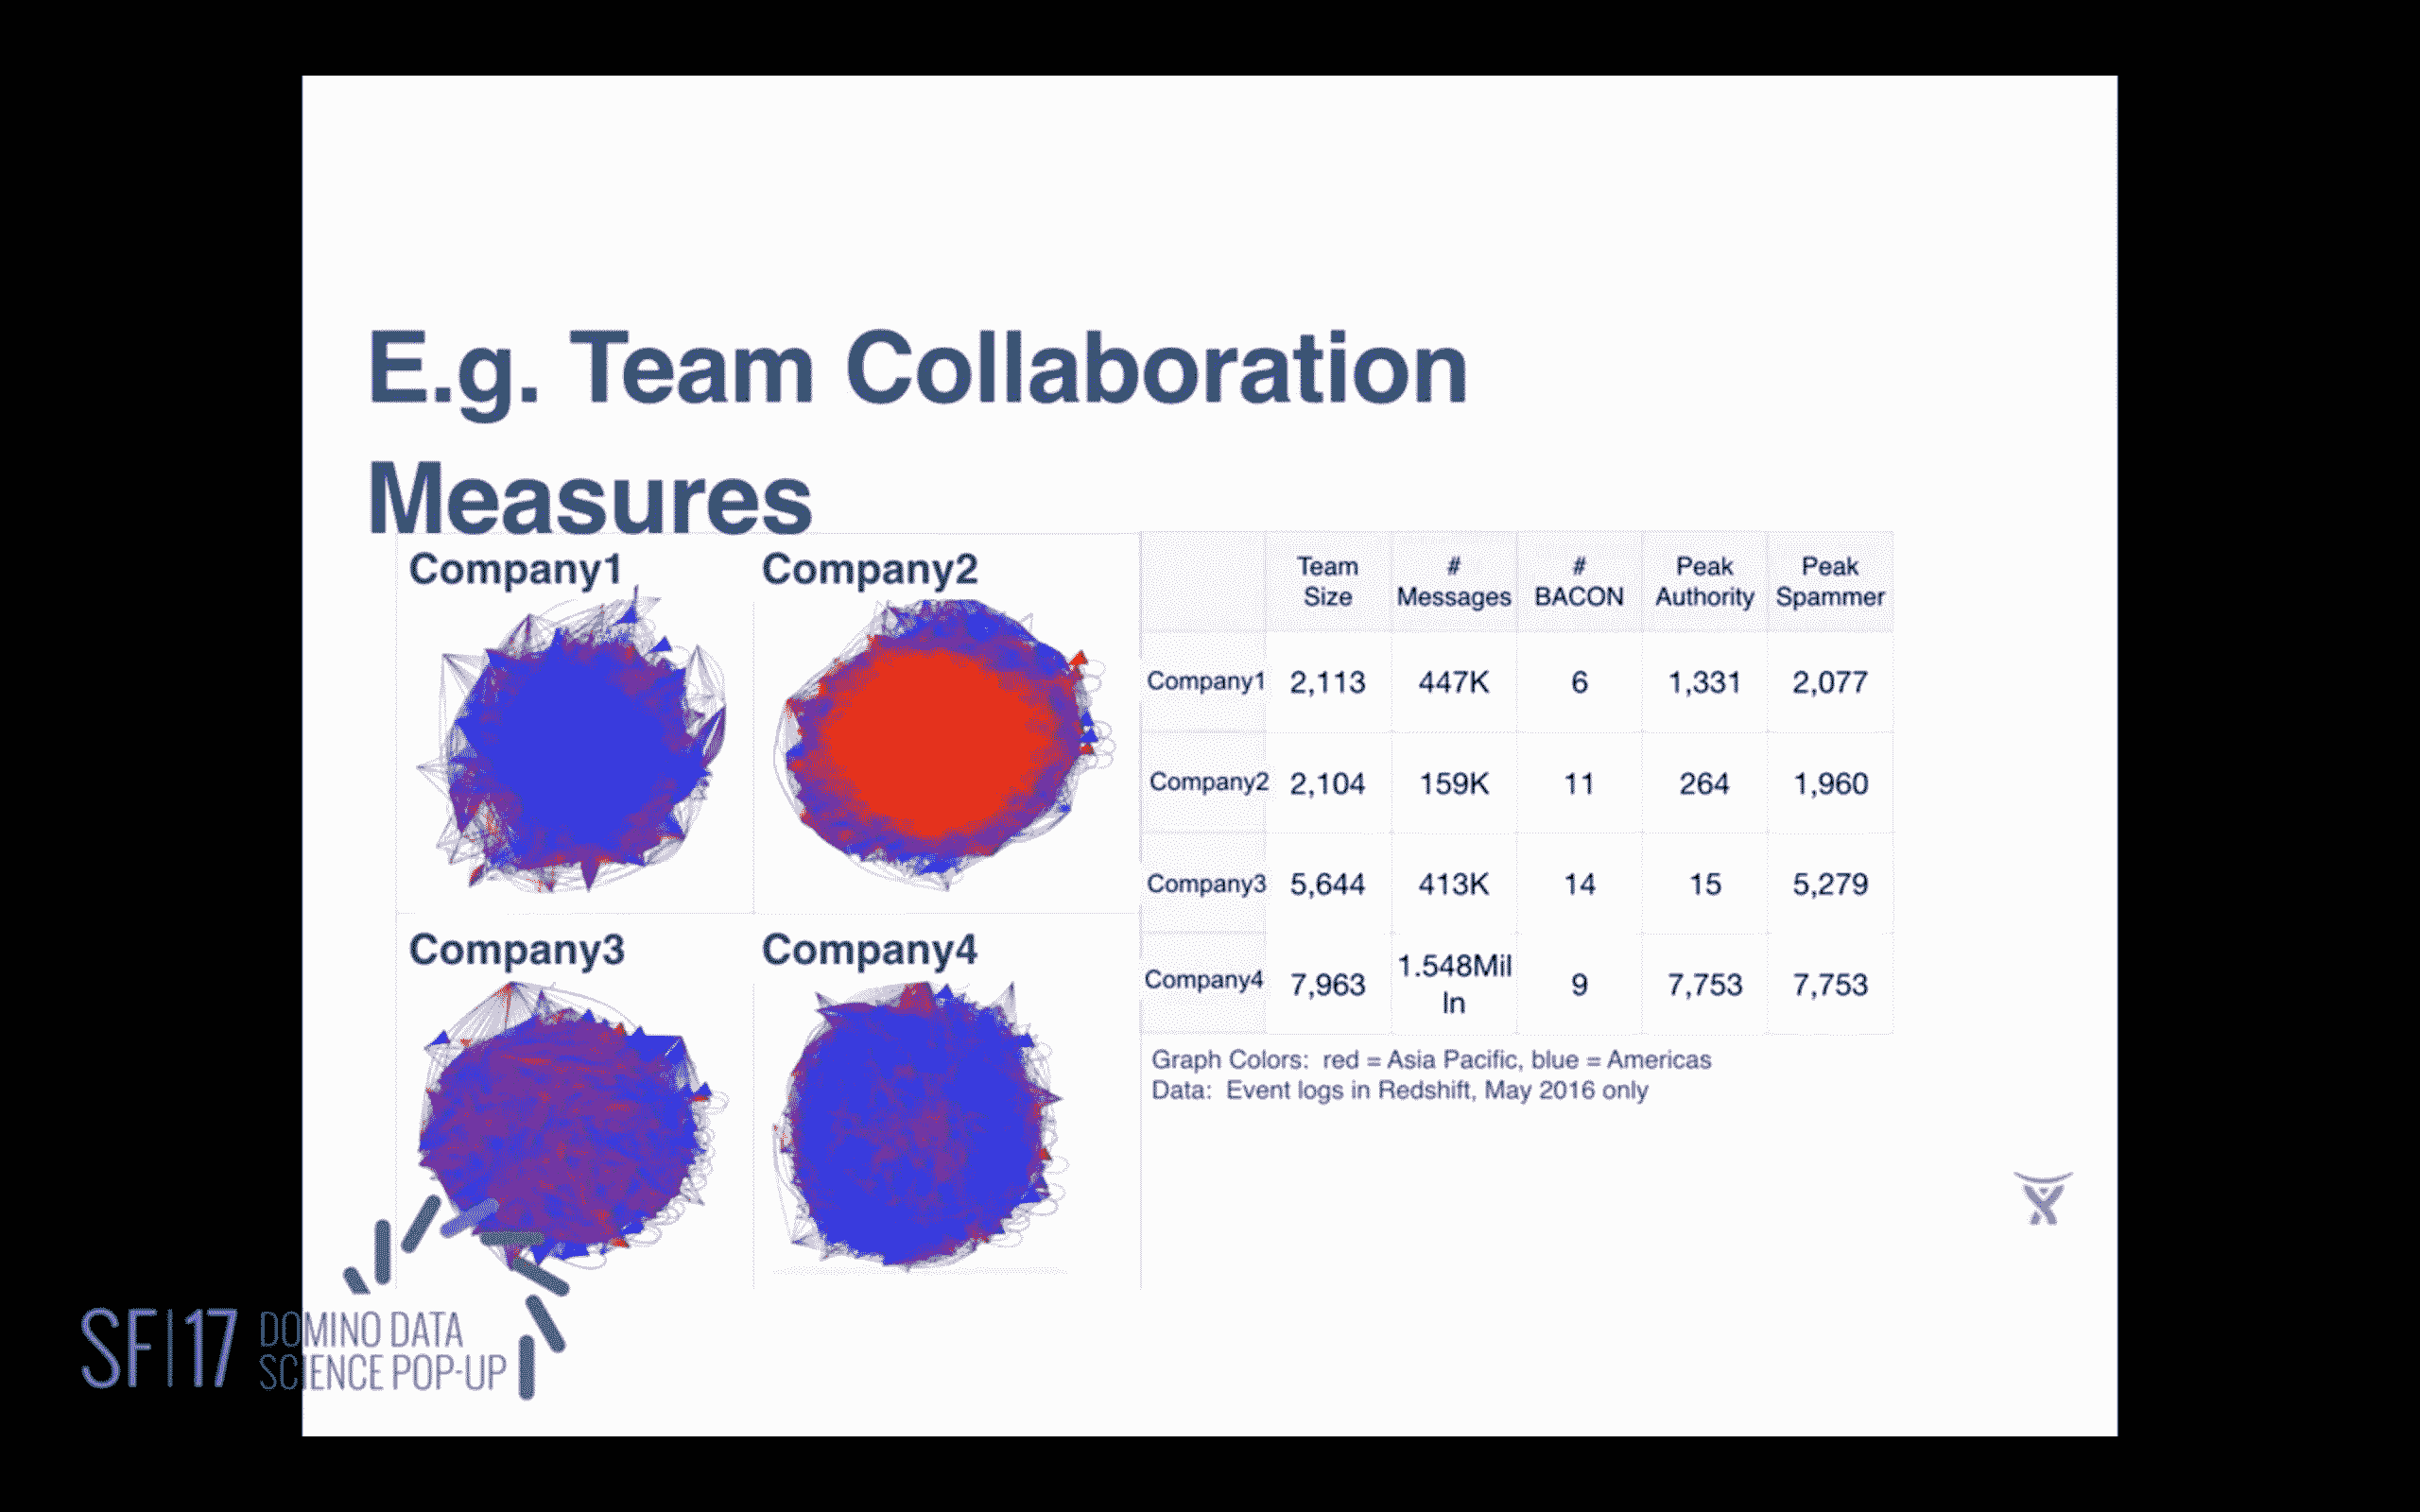 E.g. Team Collaboration
Measures
Company1
Company2
Company3
Company4
Team Size # Messages # BACON Peak Authority Peak Spammer
Company1 2,113 447K 6 1,331 2,077
Company2 2,104 159K 11 264 1,960
Company3 5,644 413K 14 15 5,279
Company4 7,963 1.548Mil ln 9 7,753 7,753
Graph Colors: red = Asia Pacific, blue = Americas
Data: Event logs in Redshift, May 2016 only
SF|17 DOMINO DATA
SCIENCE POP-UP